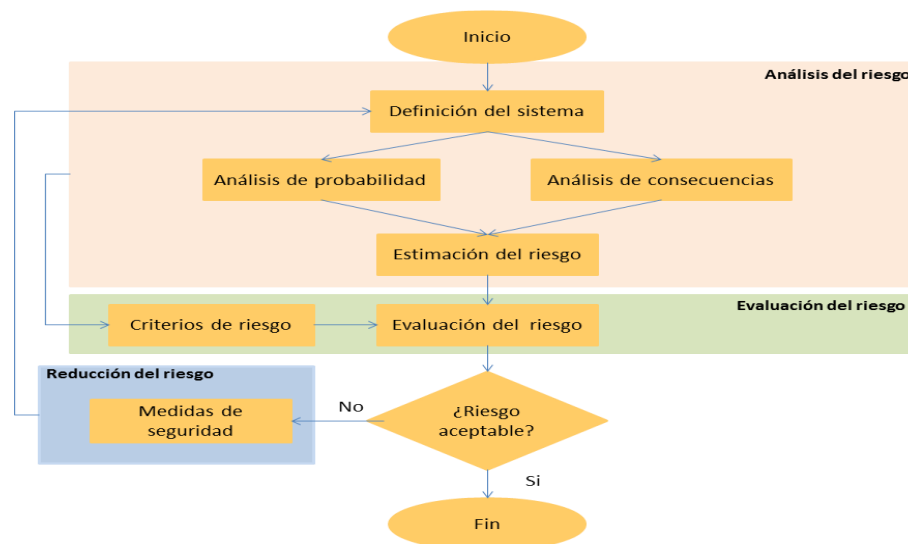 Inicio
Análisis del riesgo
Definición del sistema
Análisis de probabilidad
Análisis de consecuencias
Estimación del riesgo
Evaluación del riesgo
Criterios de riesgo
Evaluación del riesgo
Reducción del riesgo
Medidas de
seguridad
No
¿Riesgo
aceptable?
Si
Fin